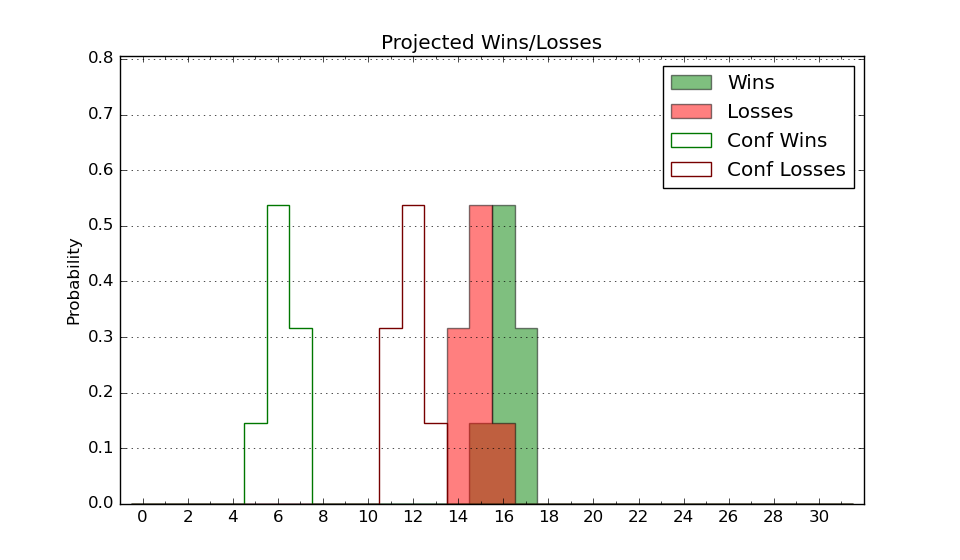 Projected Wins/Losses
0.8
0.7
0.6
0.5
0.4
0.3
0.2
0.1
0.0
Probability
Wins
Losses
Conf Wins
Conf Losses
0 2 4 6 8 10 12 14 16 18 20 22 24 26 28 30